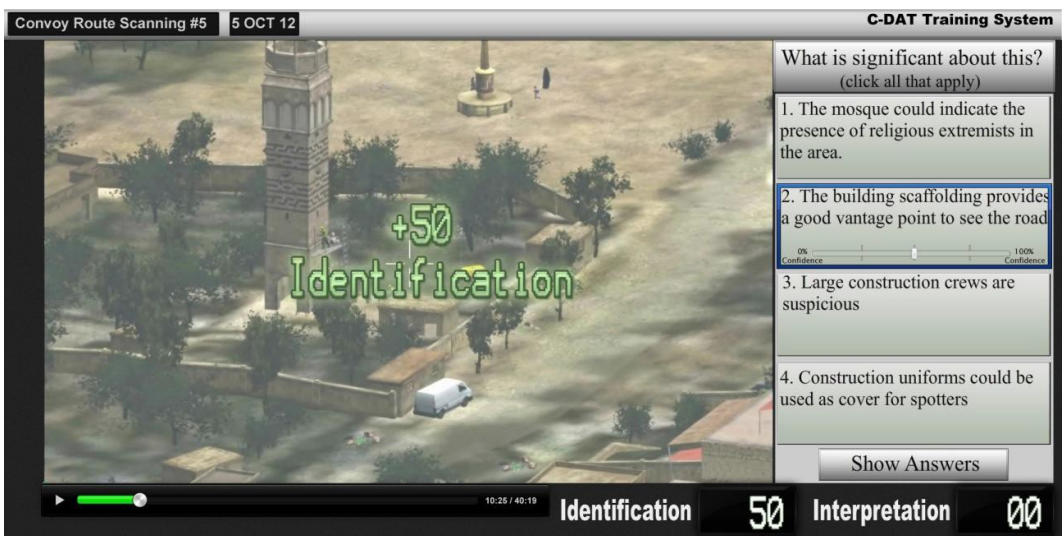 Convoy Route Scanning #5
5 OCT 12
C-DAT Training System
What is significant about this?
(click all that apply)
1. The mosque could indicate the
presence of religious extremists in
the area.
2. The building scaffolding provides
a good vantage point to see the road
0%
Confidence
100%
Confidence
3. Large construction crews are
suspicious
4. Construction uniforms could be
used as cover for spotters
Show Answers
+50
Identification
10:25 / 40:19
Identification 50 Interpretation 00